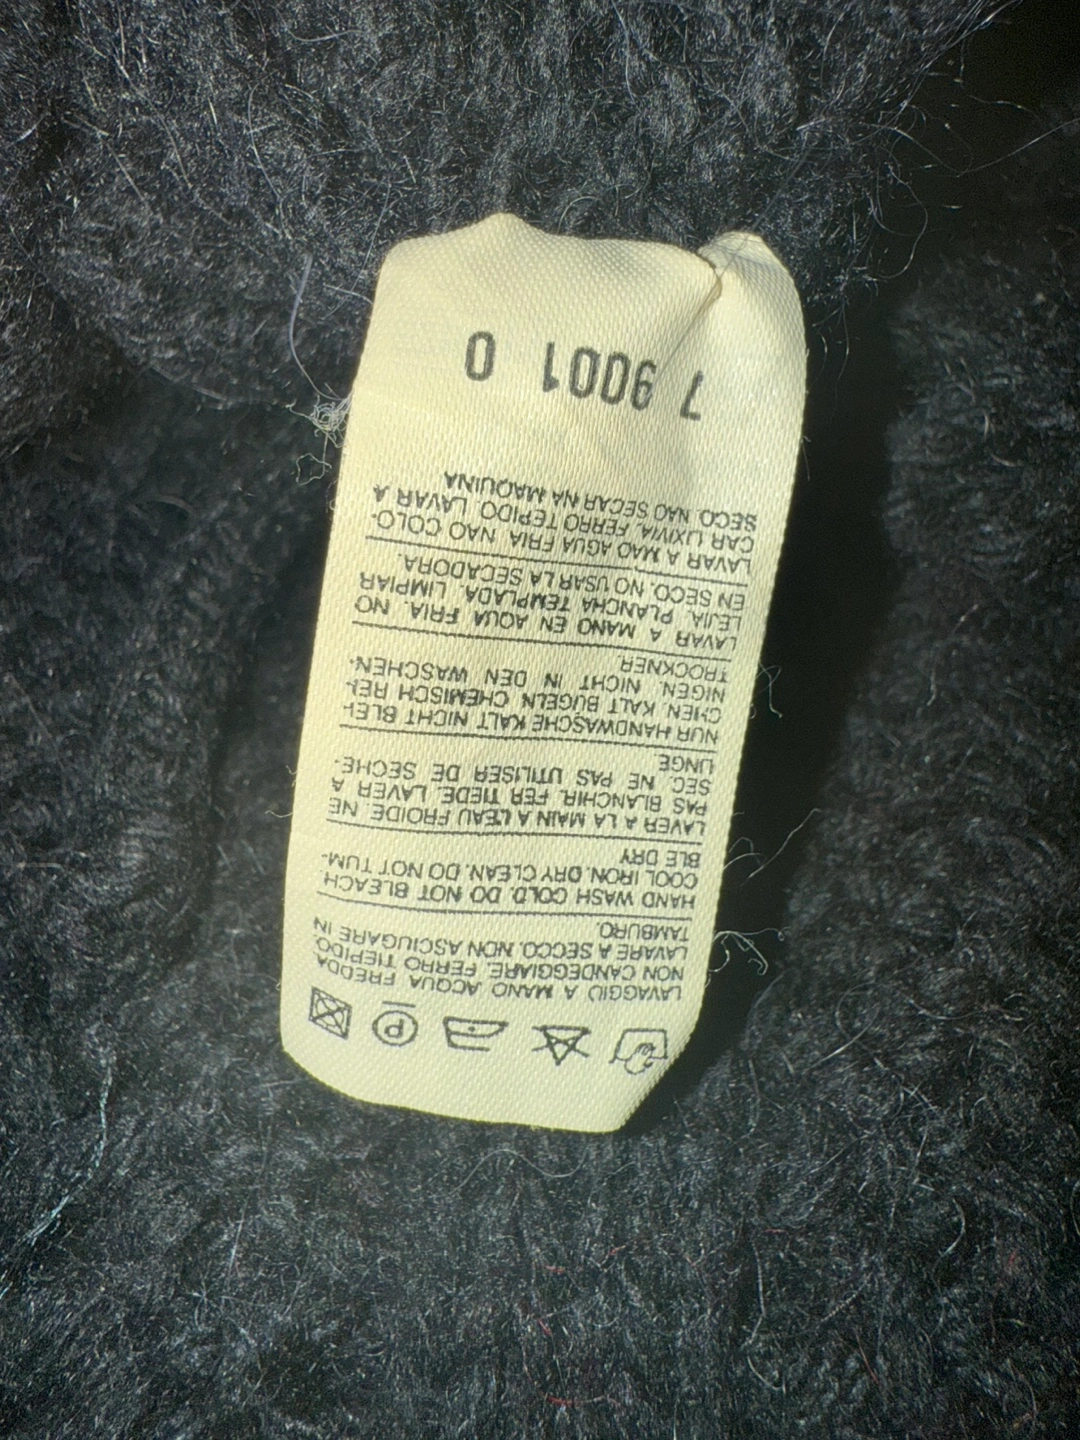 LAVAGGIO A MANO ACQUA FREDDA.
NON CANDEGGIARE. FERRO TIEPIDO.
LAVARE A SECCO. NON ASCIUGARE IN
TAMBURO.
HAND WASH COLD. DO NOT BLEACH
COOL IRON. DRY CLEAN. DO NOT TUM-
BLE DRY
LAVER A LA MAIN A L'EAU FROIDE. NE
PAS BLANCHIR. FER TIEDE. LAVER A
SEC. NE PAS UTILISER DE SECHE-
LINGE
NUR HANDWASCHE KALT NICHT BLEI-
CHEN. KALT BUGELN CHEMISCH REI-
NIGEN. NICHT IN DEN WASCHEN-
TROCKNER
LAVAR A MANO EN AQUA FRIA. NO
LEJIA. PLANCHA TEMPLADA. LIMPIAR
EN SECO. NO USAR LA SECADORA.
LAVAR A MAO AGUA FRIA NAO COLO-
CAR LIXIVIA. FERRO TEPIDO. LAVAR A
SECO. NAO SECAR NA MAQUINA
7 9001 0